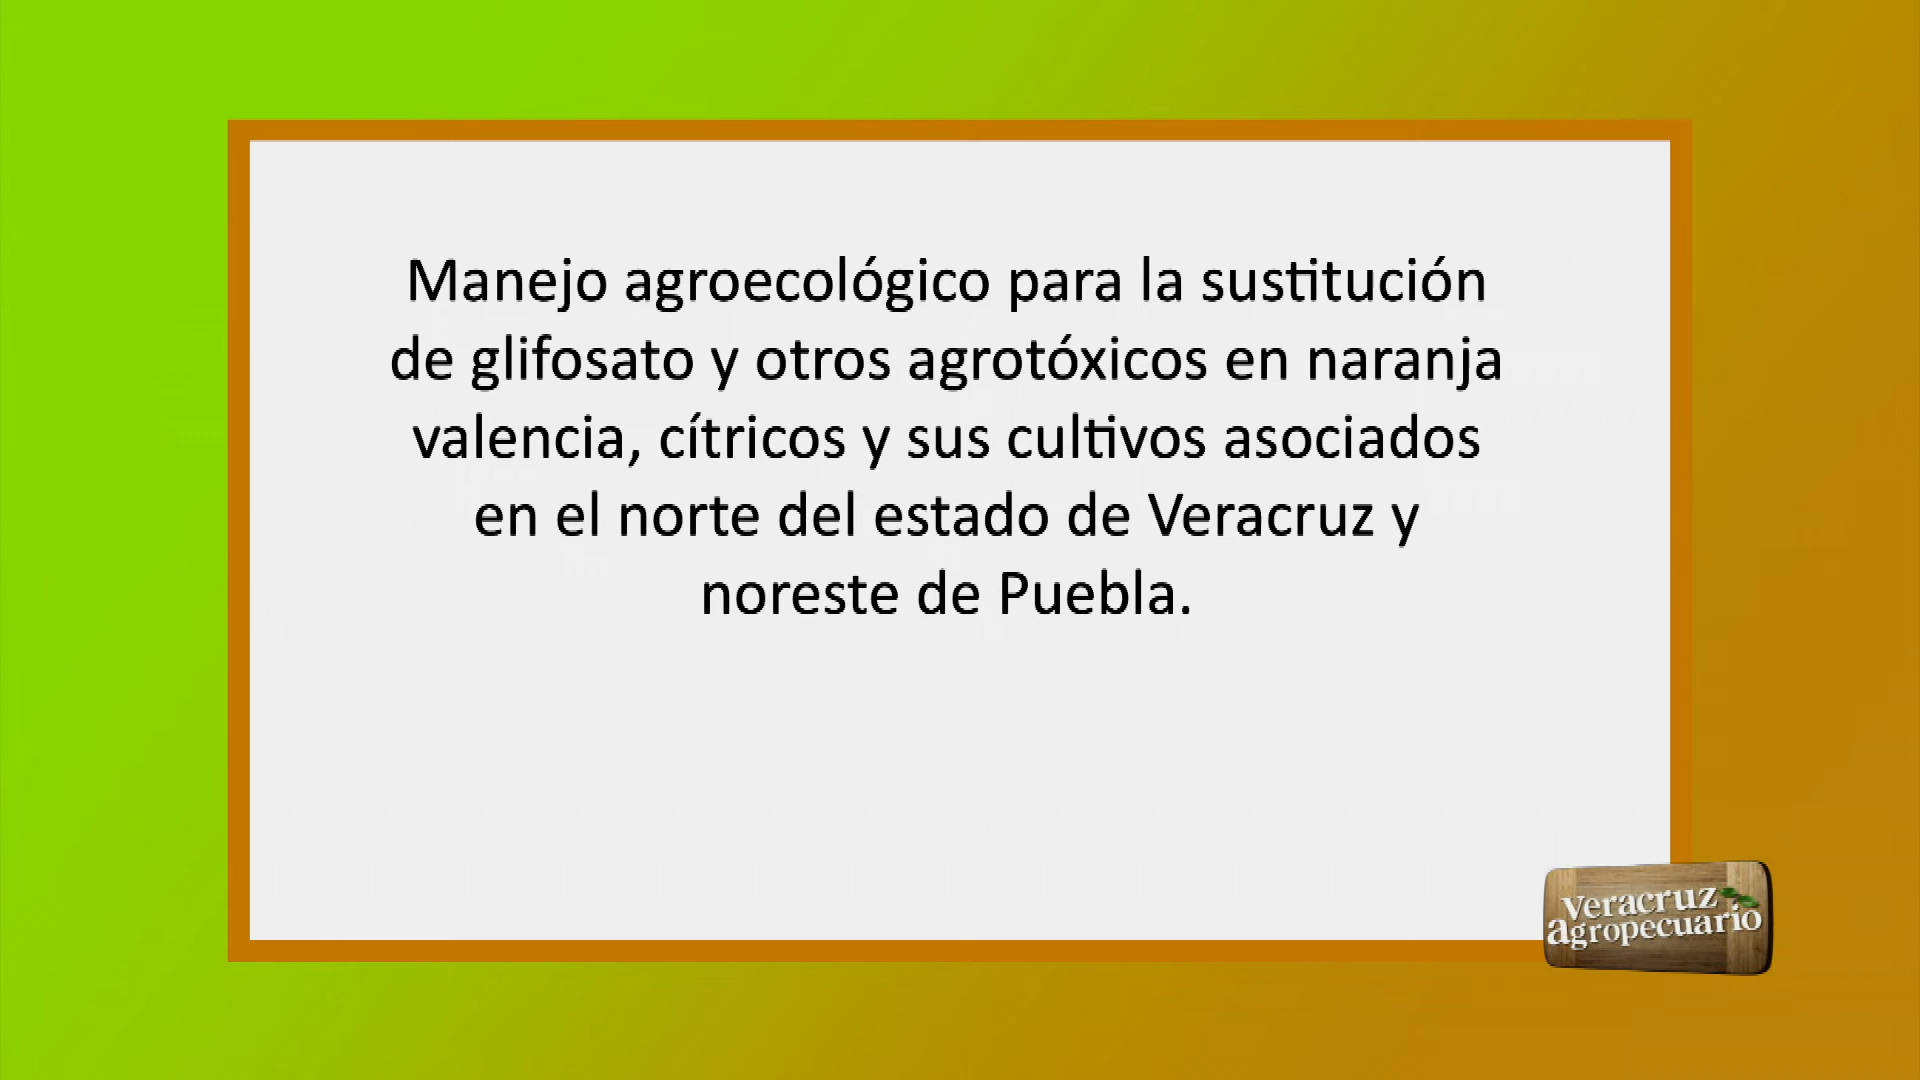 Manejo agroecológico para la sustitución
de glifosato y otros agrotóxicos en naranja
valencia, cítricos y sus cultivos asociados
en el norte del estado de Veracruz y
noreste de Puebla.
Veracruz
agropecuario